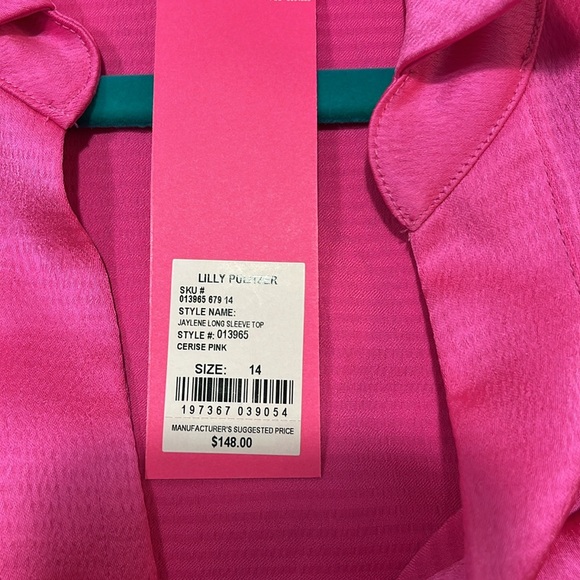 LILLY PULITZER
SKU #
013965 679 14
STYLE NAME:
JAYLENE LONG SLEEVE TOP
STYLE #: 013965
CERISE PINK
SIZE: 14
197367 039054
MANUFACTURER'S SUGGESTED PRICE
$148.00